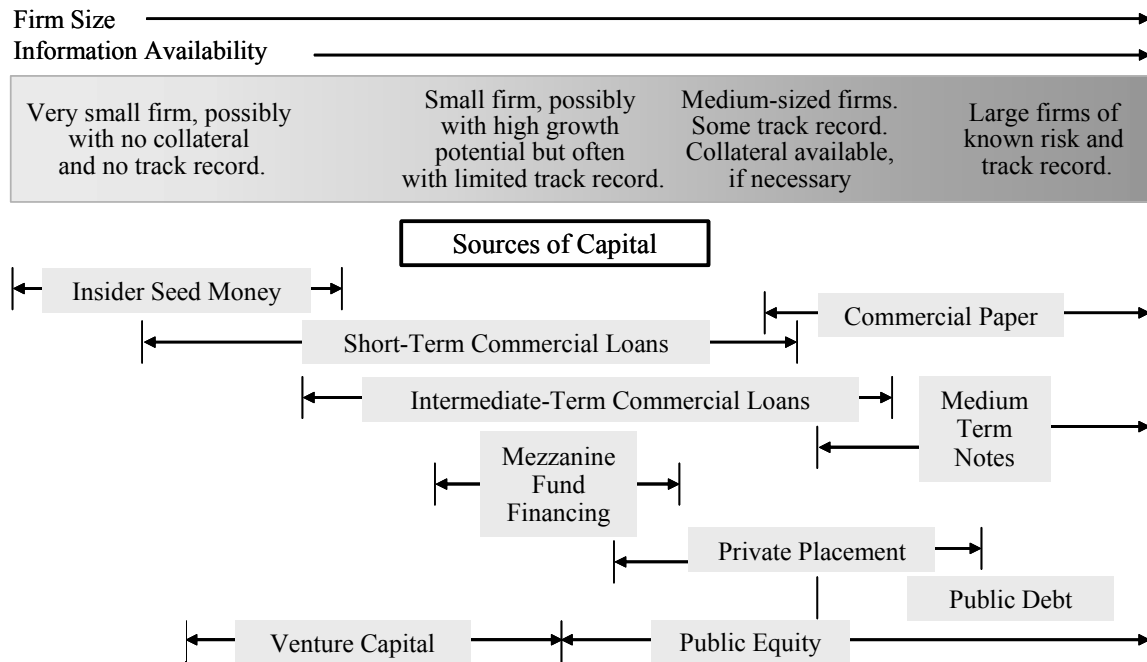 Firm Size
Information Availability
Very small firm, possibly
with no collateral
and no track record.
Small firm, possibly
with high growth
potential but often
with limited track record.
Medium-sized firms.
Some track record.
Collateral available,
if necessary
Large firms of
known risk and
track record.
Sources of Capital
Insider Seed Money
Commercial Paper
Short-Term Commercial Loans
Intermediate-Term Commercial Loans
Medium
Term
Notes
Mezzanine
Fund
Financing
Private Placement
Public Debt
Venture Capital
Public Equity